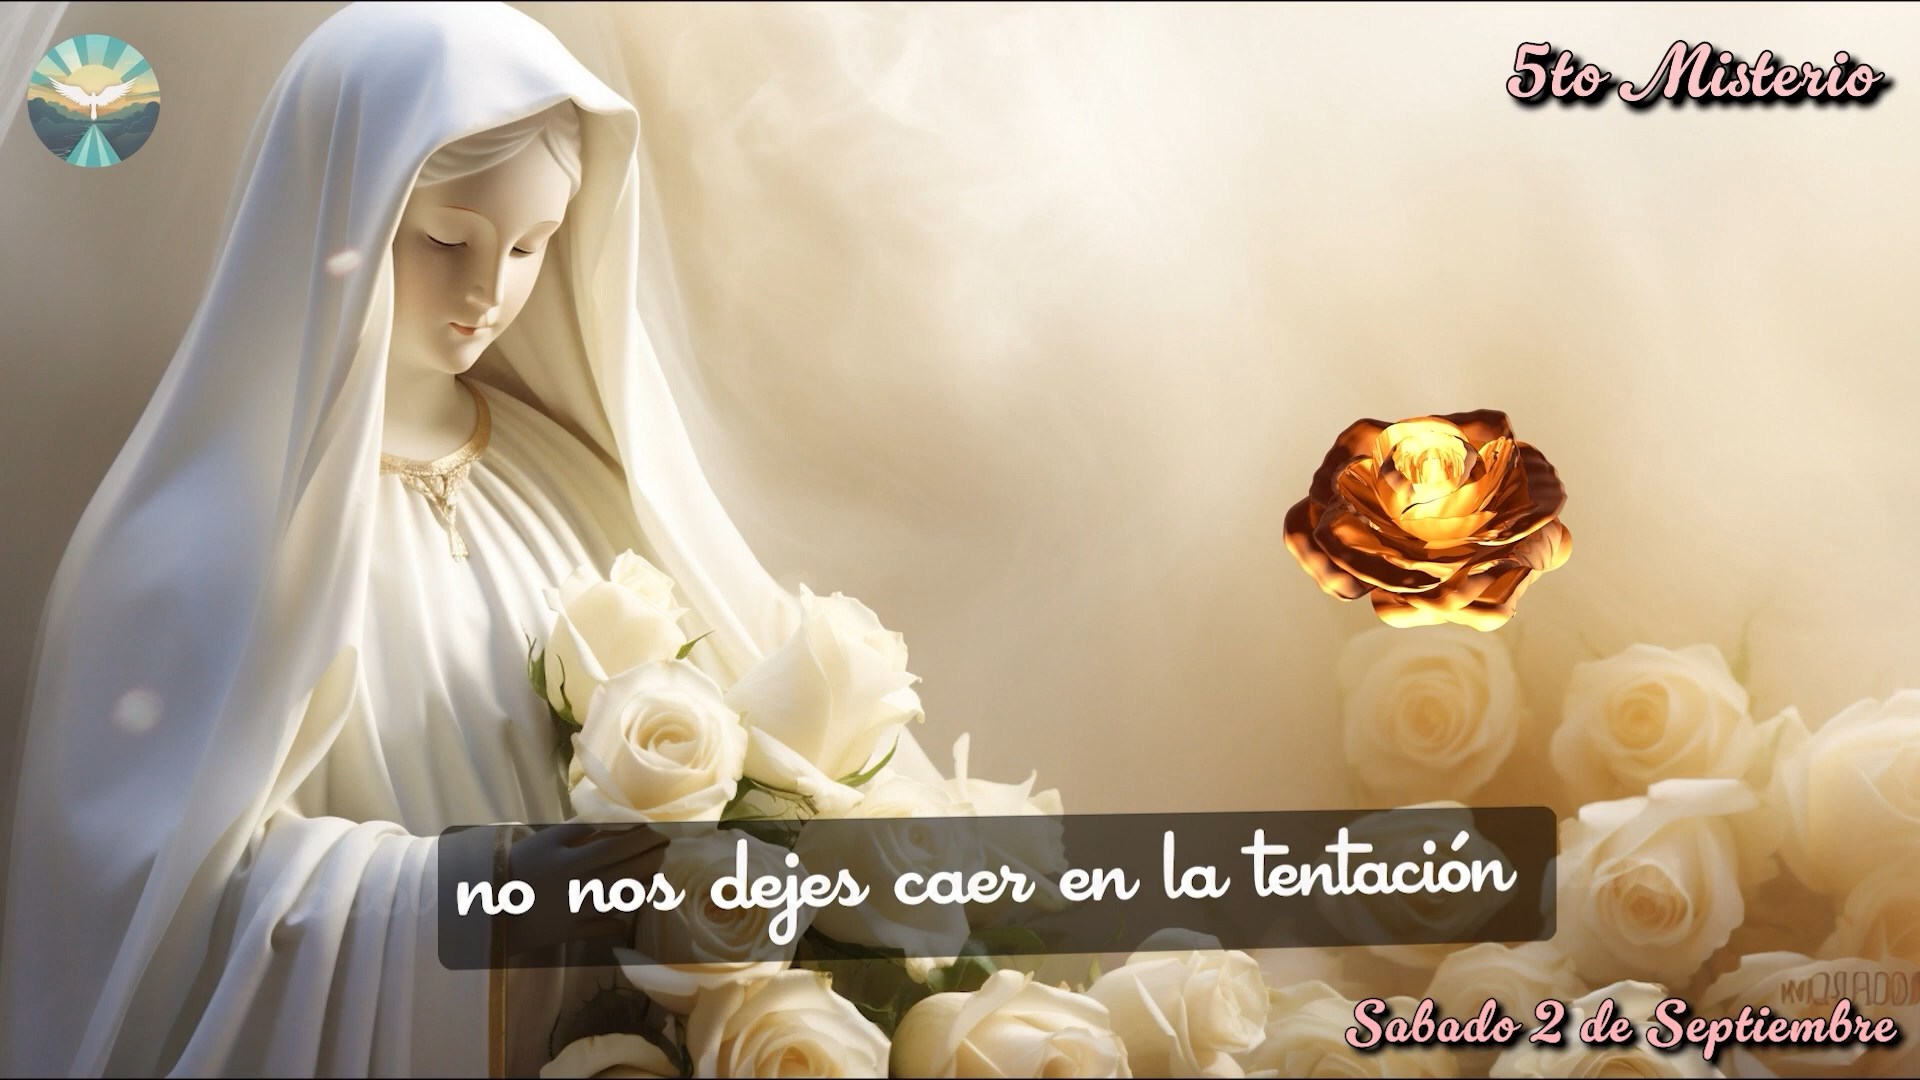 5to Misterio
no nos dejes caer en la tentación
Sabado 2 de Septiembre